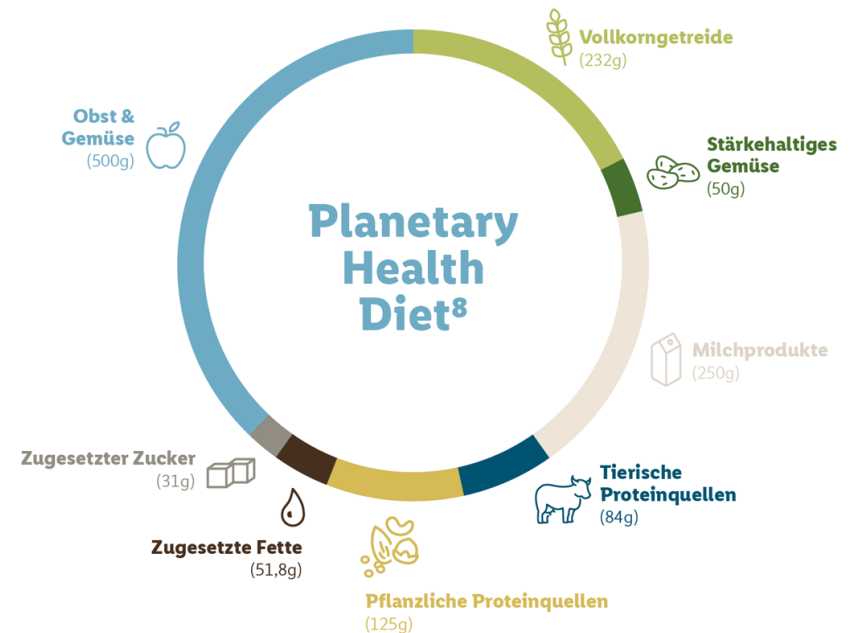 Vollkorngetreide
(232g)
Obst &
Gemüse
(500g)
Stärkehaltiges
Gemüse
(50g)
Planetary
Health
Diet⁸
Milchprodukte
(250g)
Zugesetzter Zucker
(31g)
Tierische
Proteinquellen
(84g)
Zugesetzte Fette
(51,8g)
Pflanzliche Proteinquellen
(125g)